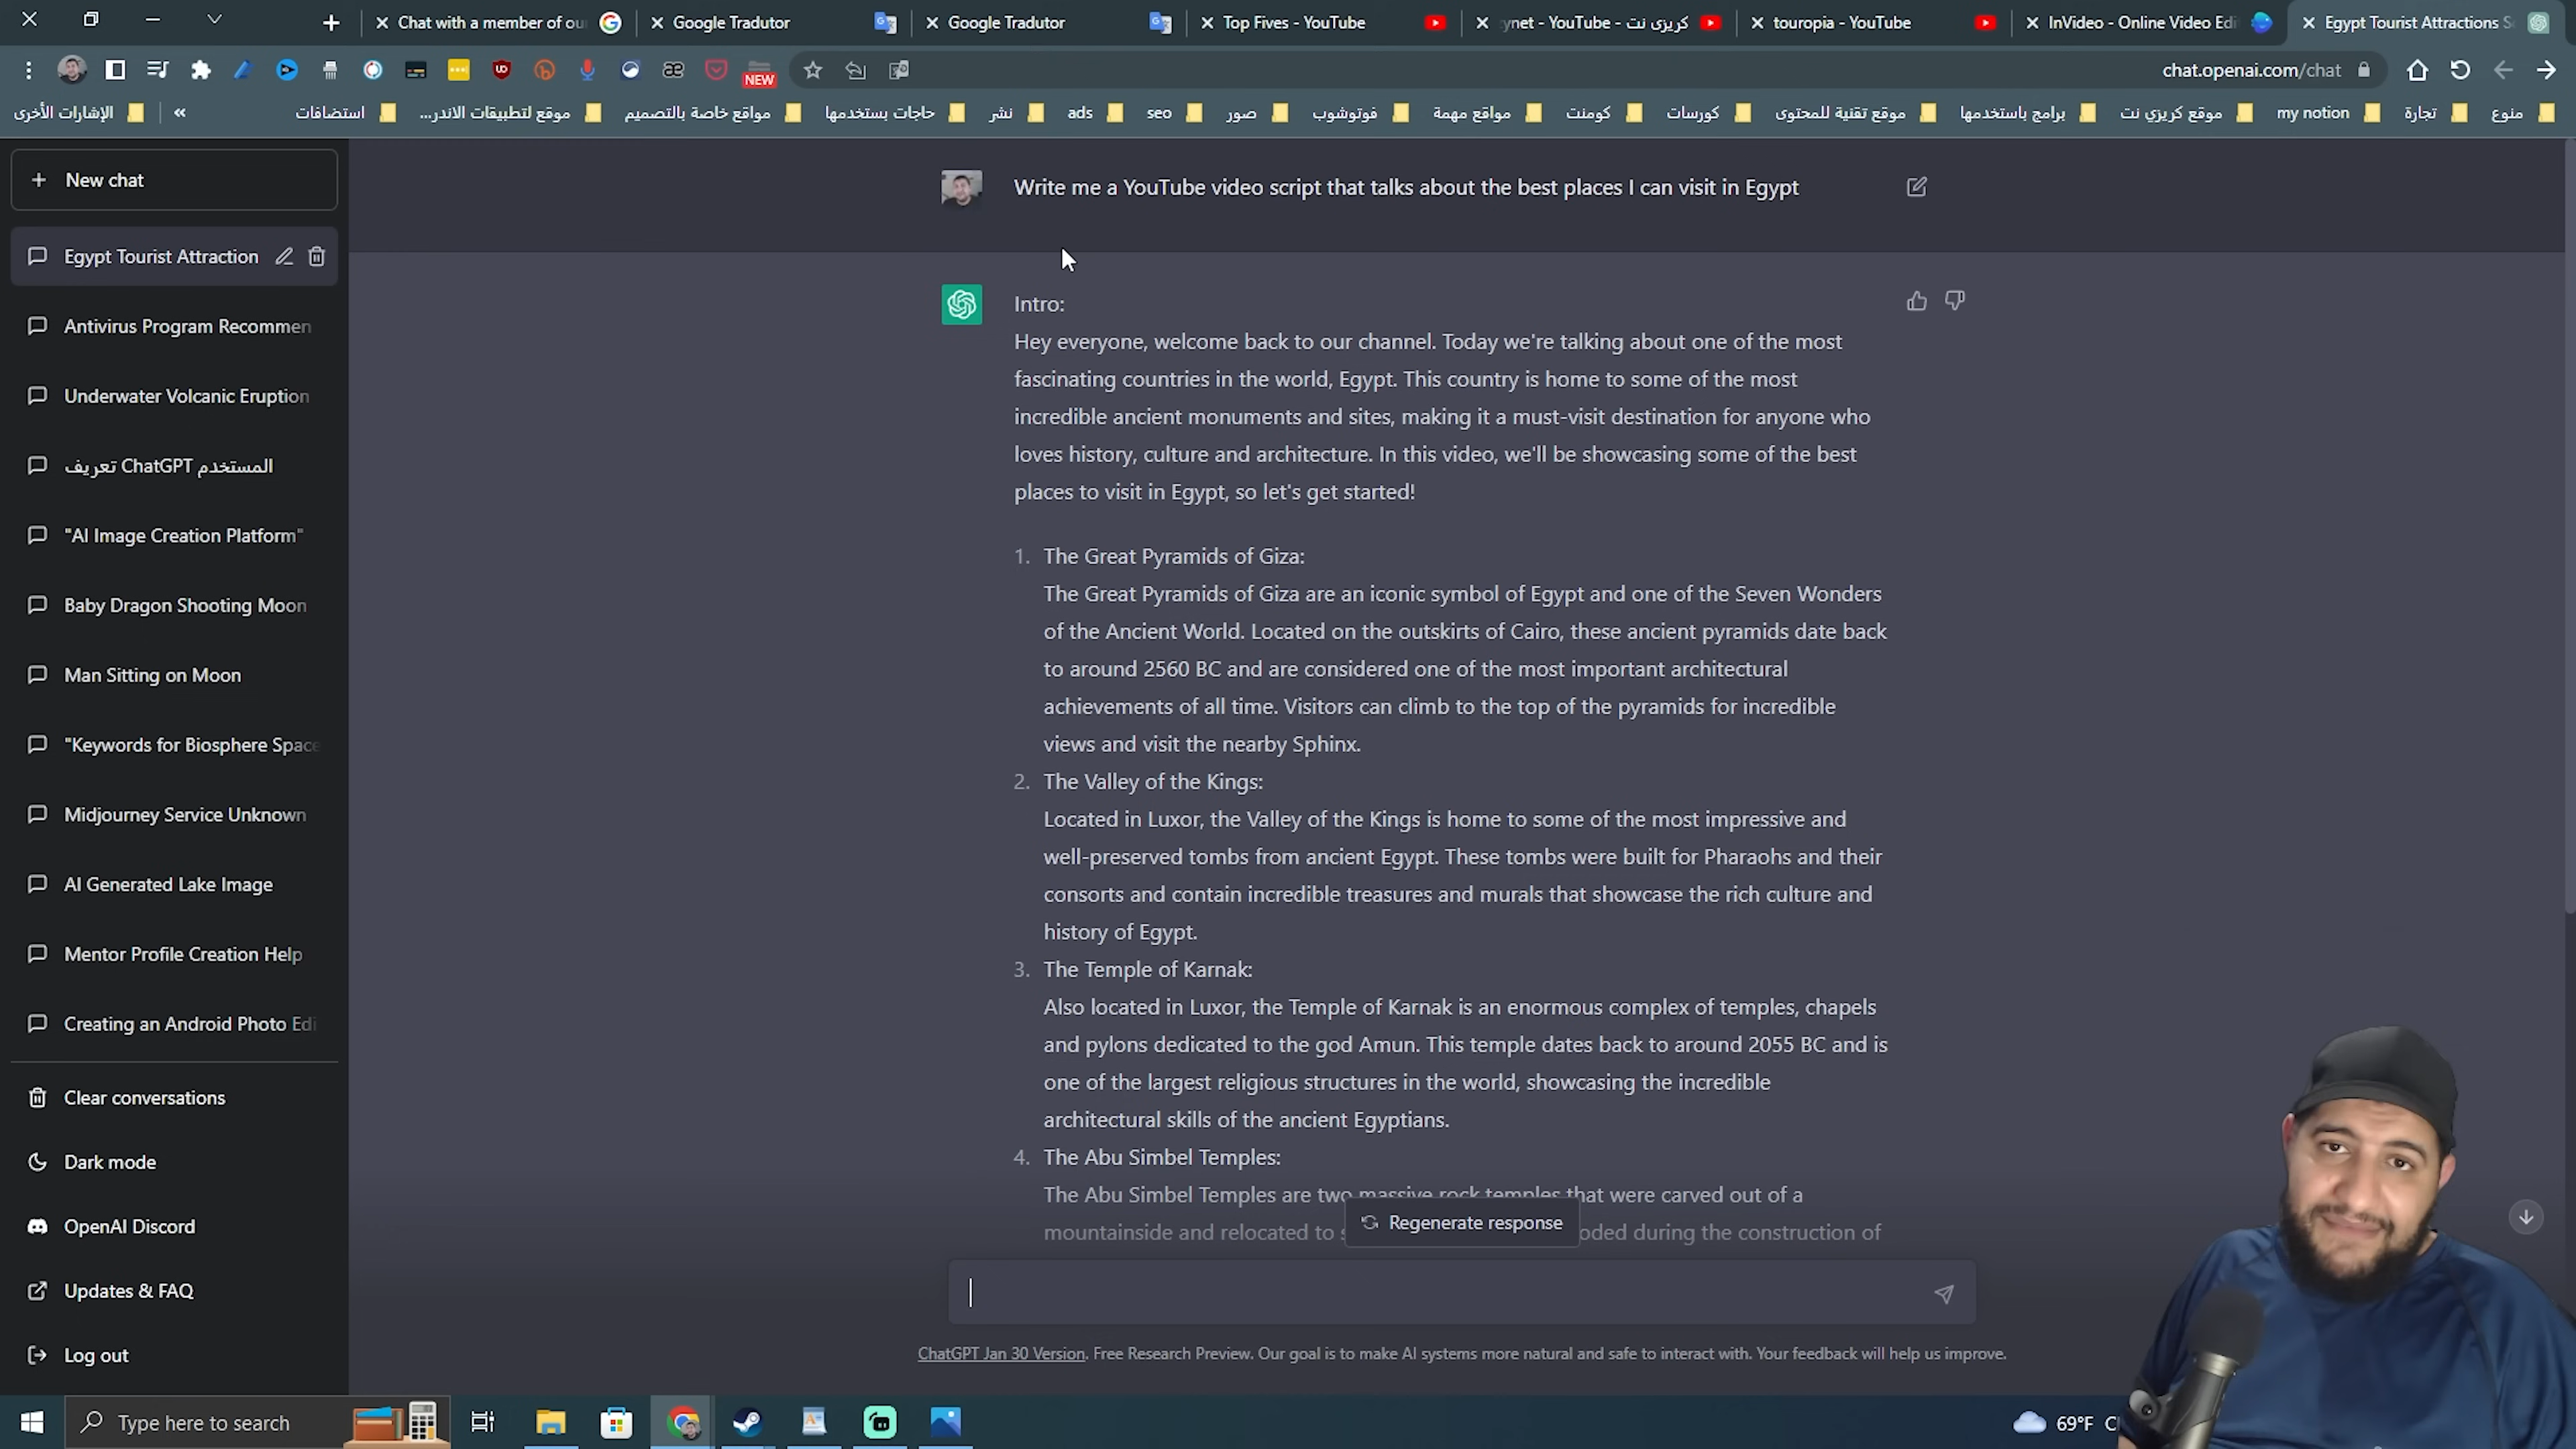 Chat with a member of ou
Google Tradutor
Google Tradutor
Top Fives - YouTube
كريزى نت - YouTube - ynet
touropia - YouTube
InVideo - Online Video Edi
Egypt Tourist Attractions S
NEW
chat.openai.com/chat
الإشارات الأخرى
«
استضافات
موقع لتطبيقات الاندر...
مواقع خاصة بالتصميم
حاجات بستخدمها
نشر
ads
seo
صور
فوتوشوب
مواقع مهمة
كومنت
كورسات
موقع تقنية للمحتوى
برامج باستخدمها
موقع كريزي نت
my notion
تجارة
منوع
New chat
Egypt Tourist Attraction
Antivirus Program Recommen
Underwater Volcanic Eruption
تعريف ChatGPT المستخدم
"AI Image Creation Platform"
Baby Dragon Shooting Moon
Man Sitting on Moon
"Keywords for Biosphere Space
Midjourney Service Unknown
AI Generated Lake Image
Mentor Profile Creation Help
Creating an Android Photo Edi
Clear conversations
Dark mode
OpenAI Discord
Updates & FAQ
Log out
Write me a YouTube video script that talks about the best places I can visit in Egypt
Intro:
Hey everyone, welcome back to our channel. Today we're talking about one of the most
fascinating countries in the world, Egypt. This country is home to some of the most
incredible ancient monuments and sites, making it a must-visit destination for anyone who
loves history, culture and architecture. In this video, we'll be showcasing some of the best
places to visit in Egypt, so let's get started!
1. The Great Pyramids of Giza:
The Great Pyramids of Giza are an iconic symbol of Egypt and one of the Seven Wonders
of the Ancient World. Located on the outskirts of Cairo, these ancient pyramids date back
to around 2560 BC and are considered one of the most important architectural
achievements of all time. Visitors can climb to the top of the pyramids for incredible
views and visit the nearby Sphinx.
2. The Valley of the Kings:
Located in Luxor, the Valley of the Kings is home to some of the most impressive and
well-preserved tombs from ancient Egypt. These tombs were built for Pharaohs and their
consorts and contain incredible treasures and murals that showcase the rich culture and
history of Egypt.
3. The Temple of Karnak:
Also located in Luxor, the Temple of Karnak is an enormous complex of temples, chapels
and pylons dedicated to the god Amun. This temple dates back to around 2055 BC and is
one of the largest religious structures in the world, showcasing the incredible
architectural skills of the ancient Egyptians.
4. The Abu Simbel Temples:
The Abu Simbel Temples are two massive rock temples that were carved out of a
mountainside and relocated to s oded during the construction of
Regenerate response
ChatGPT Jan 30 Version. Free Research Preview. Our goal is to make AI systems more natural and safe to interact with. Your feedback will help us improve.
Type here to search
69°F